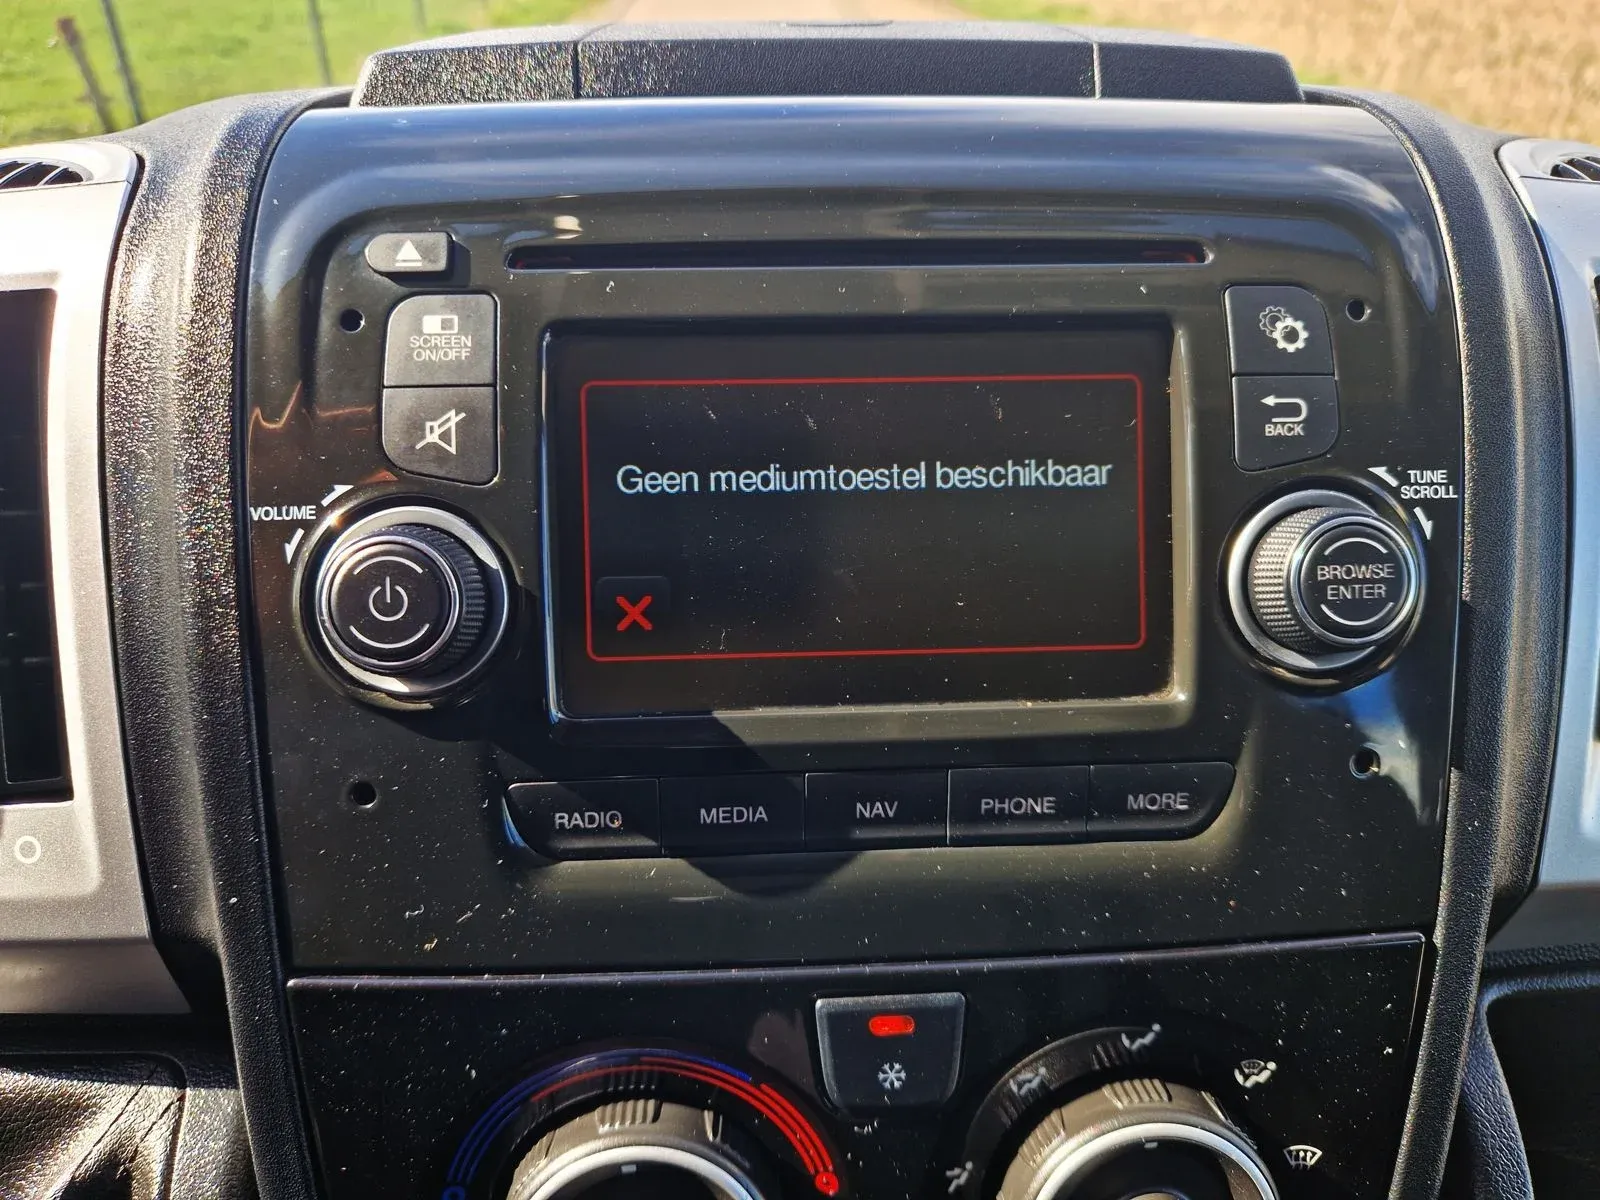 SCREEN
ON/OFF
BACK
VOLUME
TUNE
SCROLL
Geen mediumtoestel beschikbaar
BROWSE
ENTER
RADIO
MEDIA
NAV
PHONE
MORE